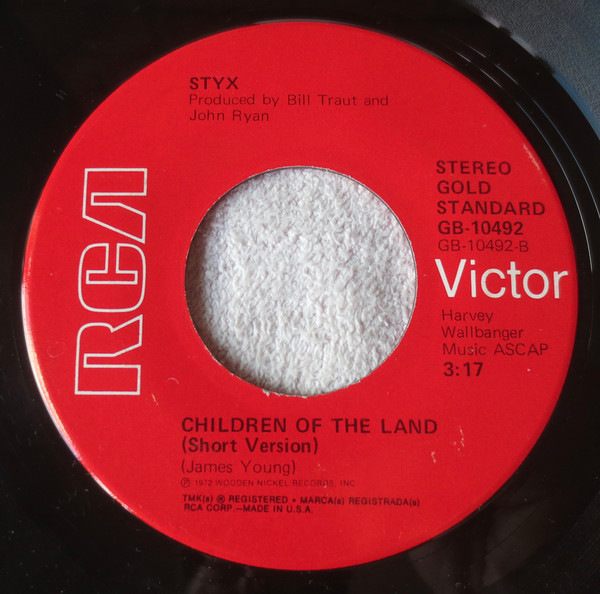 STYX
Produced by Bill Traut and
John Ryan
RCA
STEREO
GOLD
STANDARD
GB-10492
GB-10492-B
Victor
Harvey
Wallbanger
Music ASCAP
3:17
CHILDREN OF THE LAND
(Short Version)
(James Young)
℗ 1972 WOODEN NICKEL RECORDS, INC
TMK(s) ® REGISTERED • MARCA(s) REGISTRADA(s)
RCA CORP.—MADE IN U.S.A.